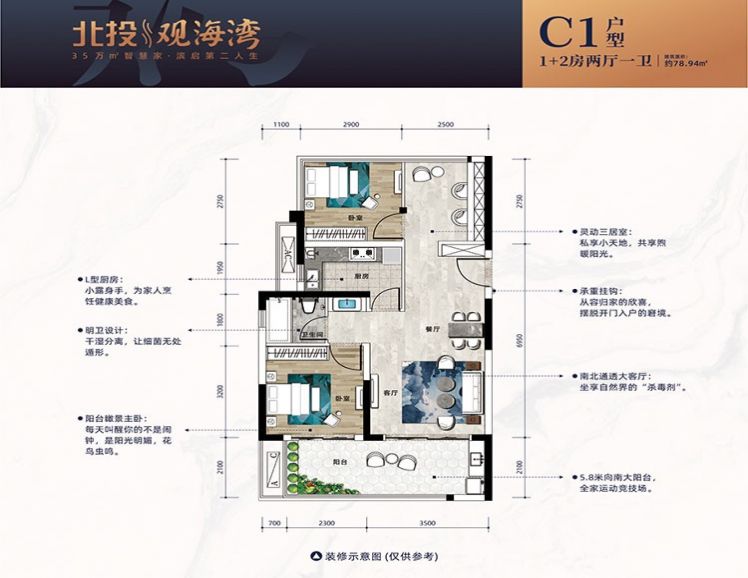 北投 观海湾
35万㎡智慧家·滨启第二人生
C1户型
1+2房两厅一卫
建筑面积:
约78.94㎡
1100 2900 2500
2750
1950
1800
3200
2100
2750
6950
2100
卧室
厨房
AC
卫生间
餐厅
客厅
卧室
阳台
AC
L型厨房:
小露身手,为家人烹
饪健康美食。
明卫设计:
干湿分离,让细菌无处
遁形。
阳台瞰景主卧:
每天叫醒你的不是闹
钟,是阳光明媚,花
鸟虫鸣。
灵动三居室:
私享小天地,共享煦
暖阳光。
承重挂钩:
从容归家的欣喜,
摆脱开门入户的窘境。
南北通透大客厅:
坐享自然界的“杀毒剂”。
5.8米向南大阳台,
全家运动竞技场。
700 2300 3500
装修示意图 (仅供参考)